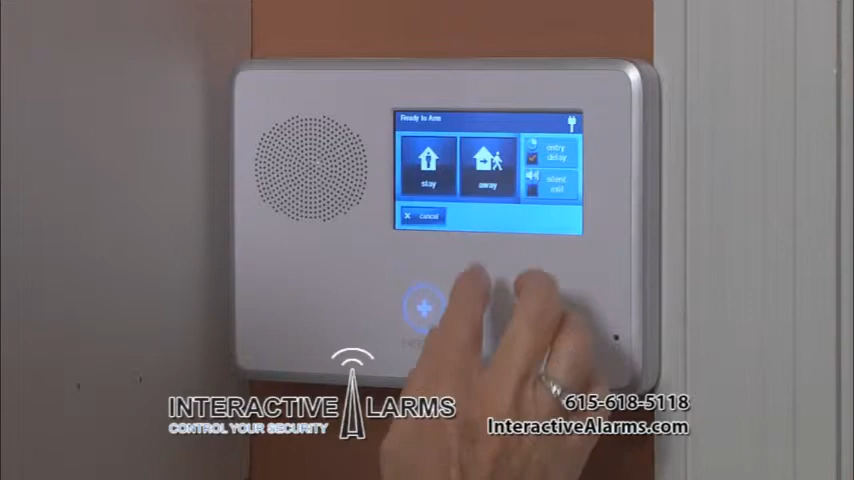 Ready to Arm
stay
away
entry
delay
silent
exit
cancel
INTERACTIVE ALARMS
CONTROL YOUR SECURITY
615-618-5118
InteractiveAlarms.com